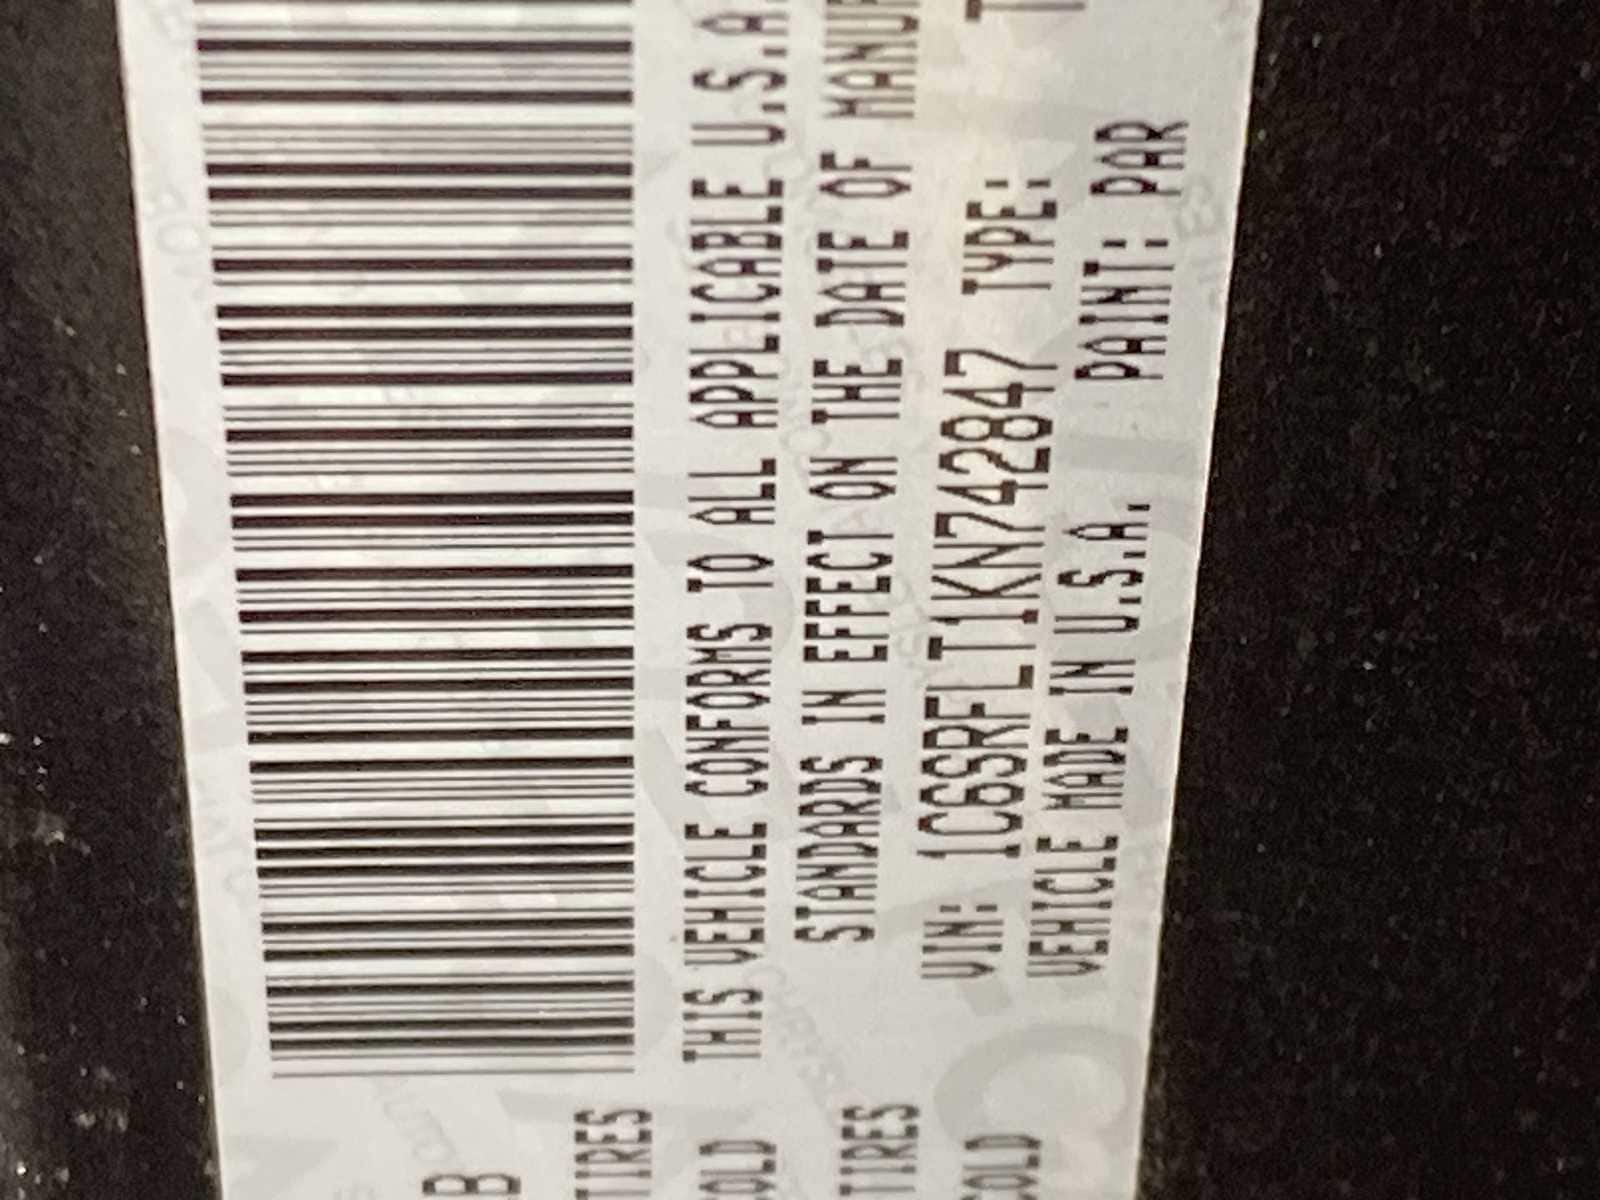 THIS VEHICLE CONFORMS TO ALL APPLICABLE U.S.A.
STANDARDS IN EFFECT ON THE DATE OF MANUF
VIN: 1C6SRFLT1KN742847 TYPE:
VEHICLE MADE IN U.S.A. PAINT: PAR
B
TIRES
COLD
TIRES
COLD